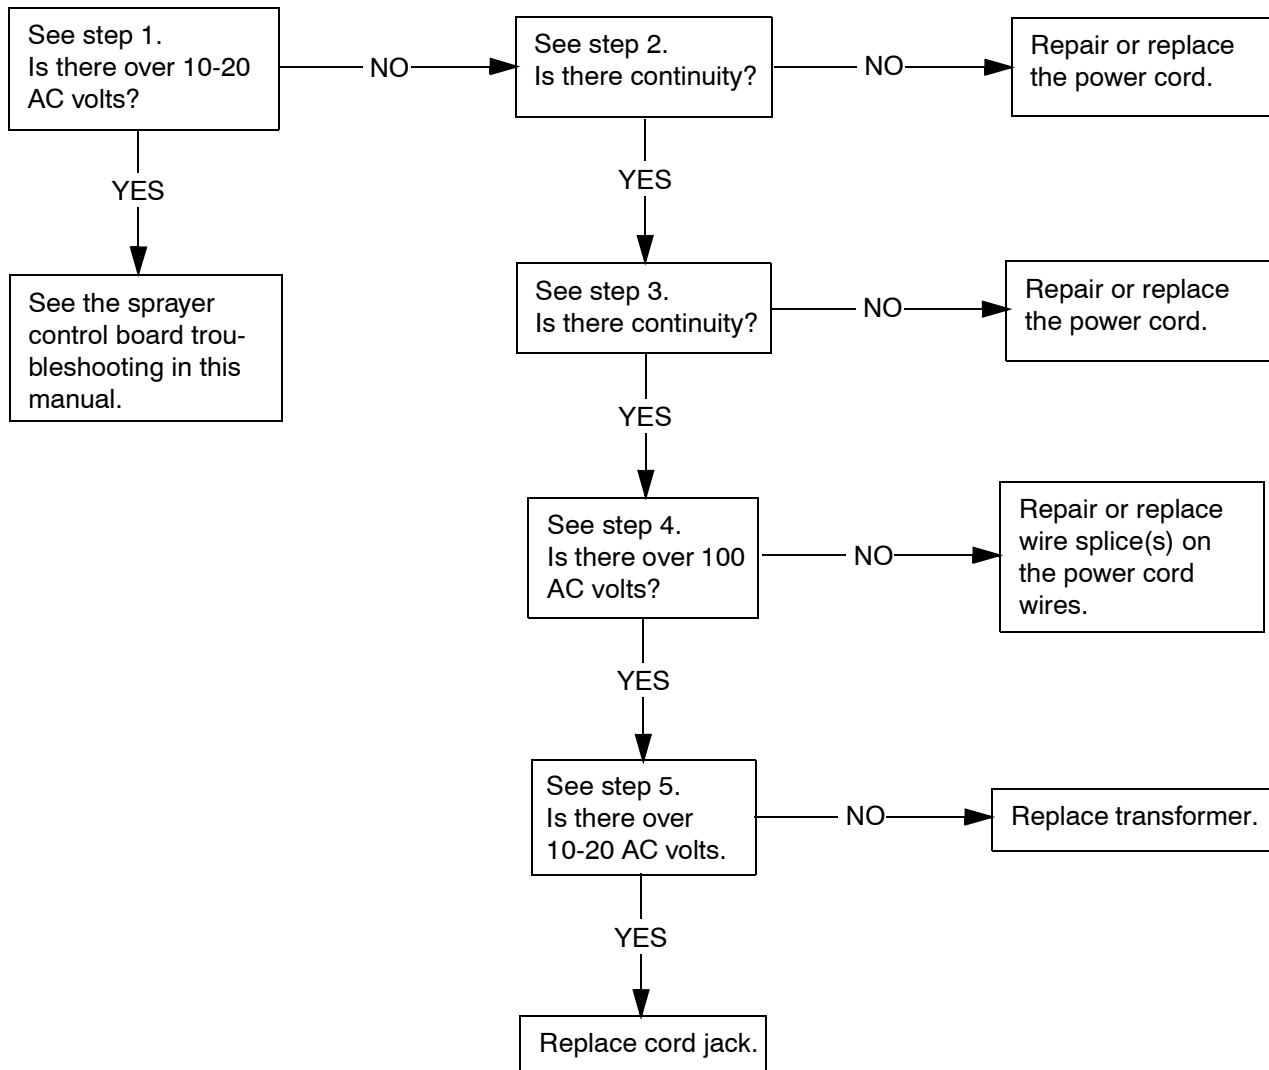 See step 1.
Is there over 10-20
AC volts?
NO
See step 2.
Is there continuity?
NO
Repair or replace
the power cord.
YES
YES
See the sprayer
control board trou-
bleshooting in this
manual.
See step 3.
Is there continuity?
NO
Repair or replace
the power cord.
YES
See step 4.
Is there over 100
AC volts?
NO
Repair or replace
wire splice(s) on
the power cord
wires.
YES
See step 5.
Is there over
10-20 AC volts.
NO
Replace transformer.
YES
Replace cord jack.